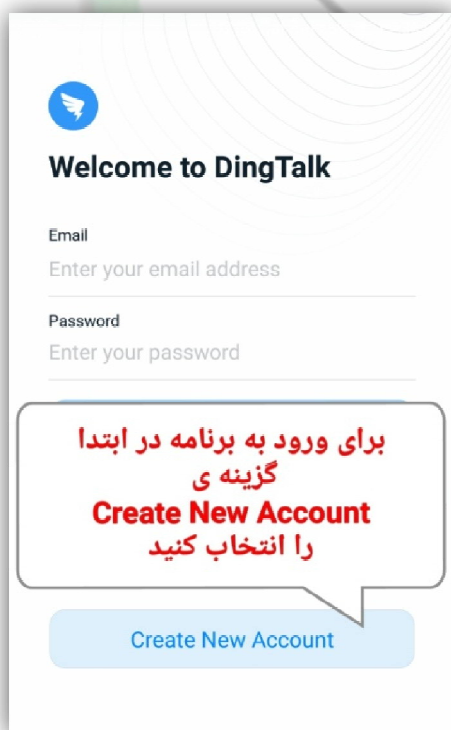 Welcome to DingTalk
Email
Enter your email address
Password
Enter your password
برای ورود به برنامه در ابتدا
گزینه ی
Create New Account
را انتخاب کنید
Create New Account